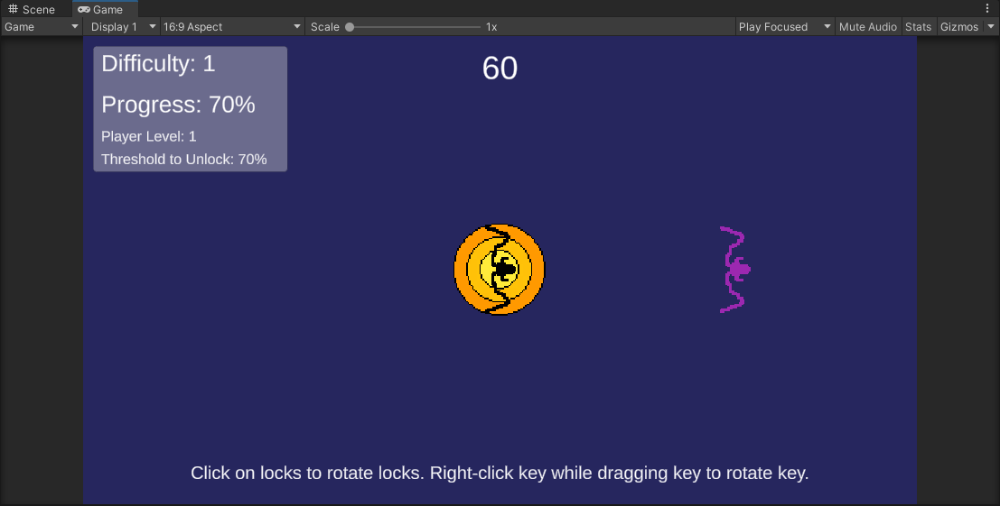 Scene Game
Game Display 1 16:9 Aspect Scale 1x Play Focused Mute Audio Stats Gizmos
Difficulty: 1
60
Progress: 70%
Player Level: 1
Threshold to Unlock: 70%
Click on locks to rotate locks. Right-click key while dragging key to rotate key.